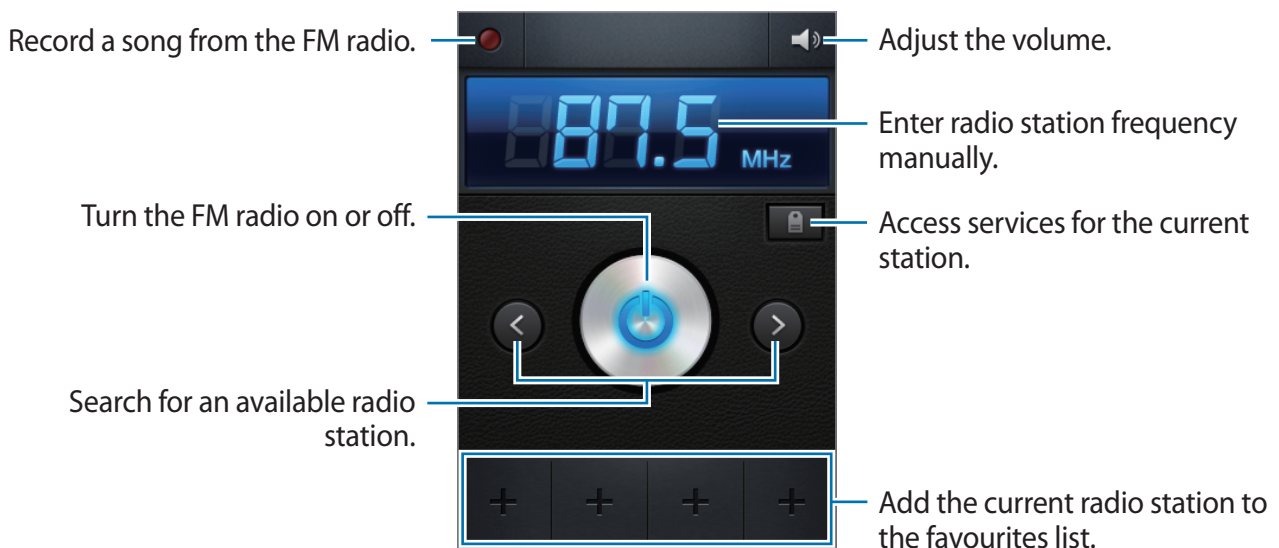 Record a song from the FM radio.
Adjust the volume.
87.5 MHz
Enter radio station frequency
manually.
Turn the FM radio on or off.
Access services for the current
station.
Search for an available radio
station.
Add the current radio station to
the favourites list.